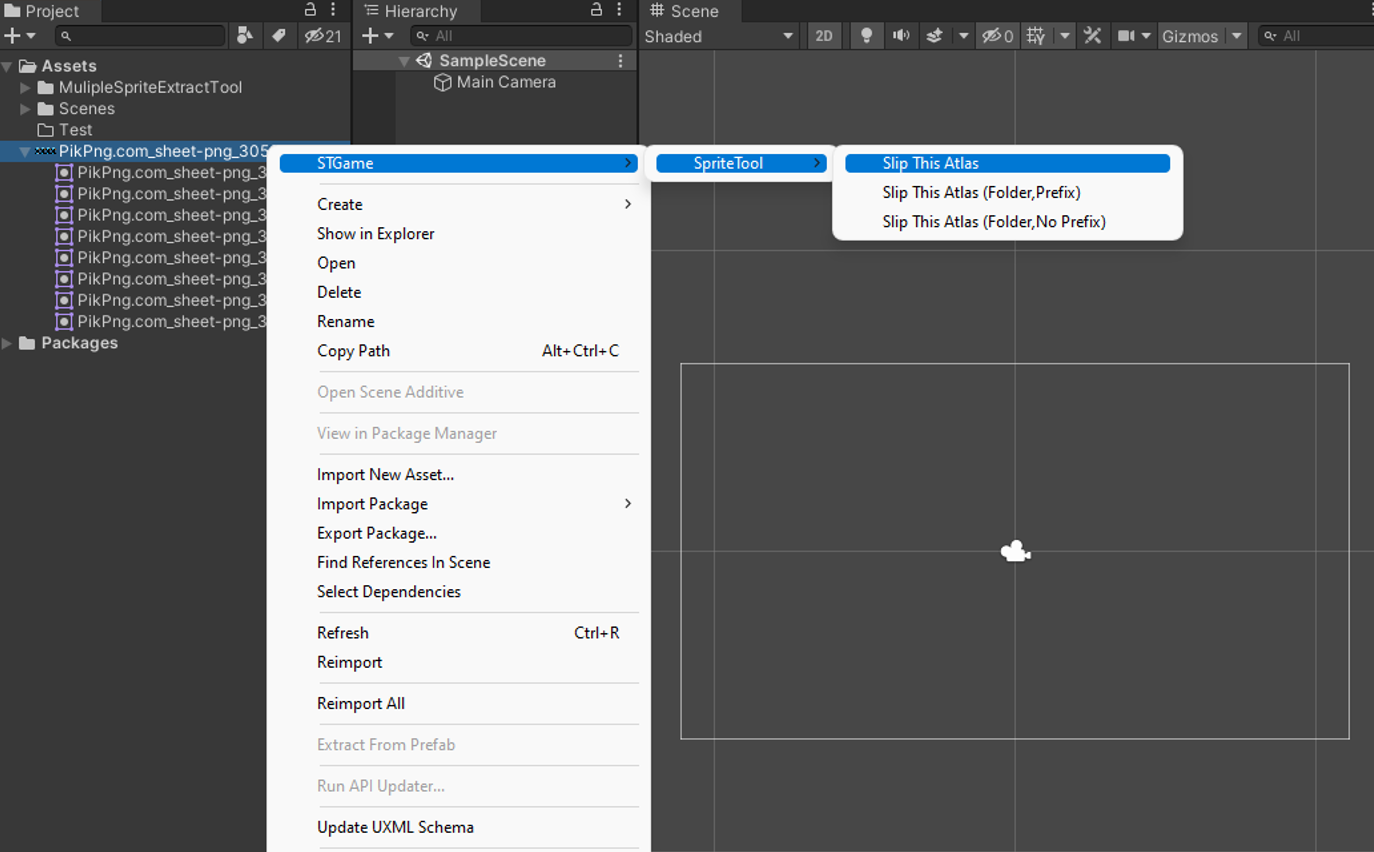 Project
21
Assets
MulipleSpriteExtractTool
Scenes
Test
PikPng.com_sheet-png_305
PikPng.com_sheet-png_3
PikPng.com_sheet-png_3
PikPng.com_sheet-png_3
PikPng.com_sheet-png_3
PikPng.com_sheet-png_3
PikPng.com_sheet-png_3
PikPng.com_sheet-png_3
PikPng.com_sheet-png_3
Packages
Hierarchy
All
SampleScene
Main Camera
Scene
Shaded 2D 0 Gizmos All
STGame
Create
Show in Explorer
Open
Delete
Rename
Copy Path Alt+Ctrl+C
Open Scene Additive
View in Package Manager
Import New Asset...
Import Package
Export Package...
Find References In Scene
Select Dependencies
Refresh Ctrl+R
Reimport
Reimport All
Extract From Prefab
Run API Updater...
Update UXML Schema
SpriteTool
Slip This Atlas
Slip This Atlas (Folder,Prefix)
Slip This Atlas (Folder,No Prefix)